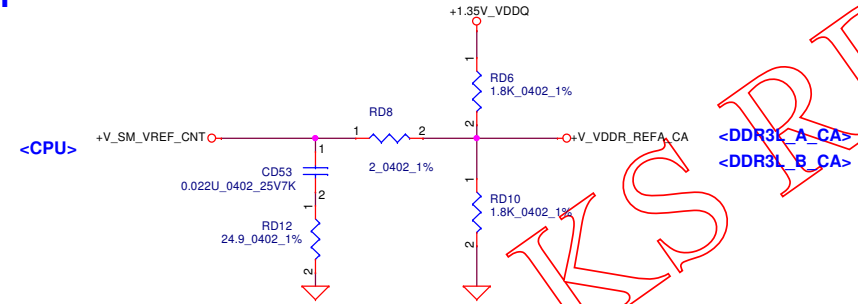 +1.35V_VDDQ
1
RD6
1.8K_0402_1%
2
RD8
<CPU>
+V_SM_VREF_CNT
1
2
+V_VDDR_REFA_CA
<DDR3L_A_CA>
<DDR3L_B_CA>
1
CD53
0.022U_0402_25V7K
2
2_0402_1%
1
RD10
1.8K_0402_1%
2
1
RD12
24.9_0402_1%
2
KS R